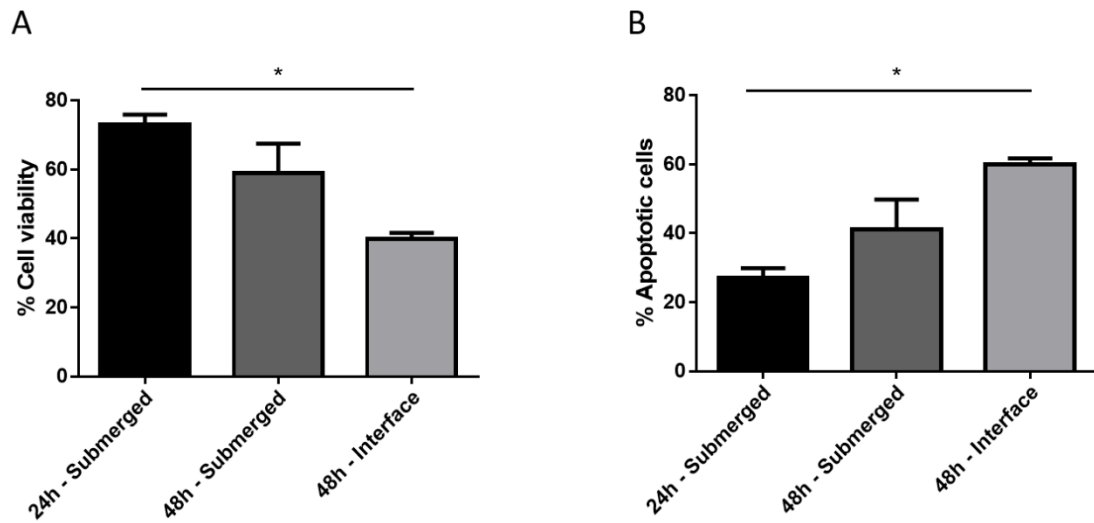 A
*
% Cell viability
80
60
40
20
0
24h - Submerged
48h - Submerged
48h - Interface
B
*
% Apoptotic cells
80
60
40
20
0
24h - Submerged
48h - Submerged
48h - Interface